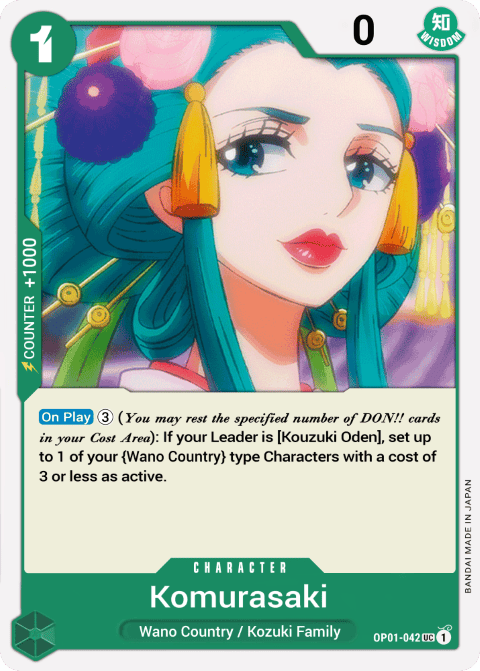 1
0
知
WISDOM
COUNTER +1000
On Play ③ (You may rest the specified number of DON!! cards
in your Cost Area): If your Leader is [Kouzuki Oden], set up
to 1 of your {Wano Country} type Characters with a cost of
3 or less as active.
BANDAI MADE IN JAPAN
CHARACTER
Komurasaki
Wano Country / Kozuki Family
OP01-042 UC 1